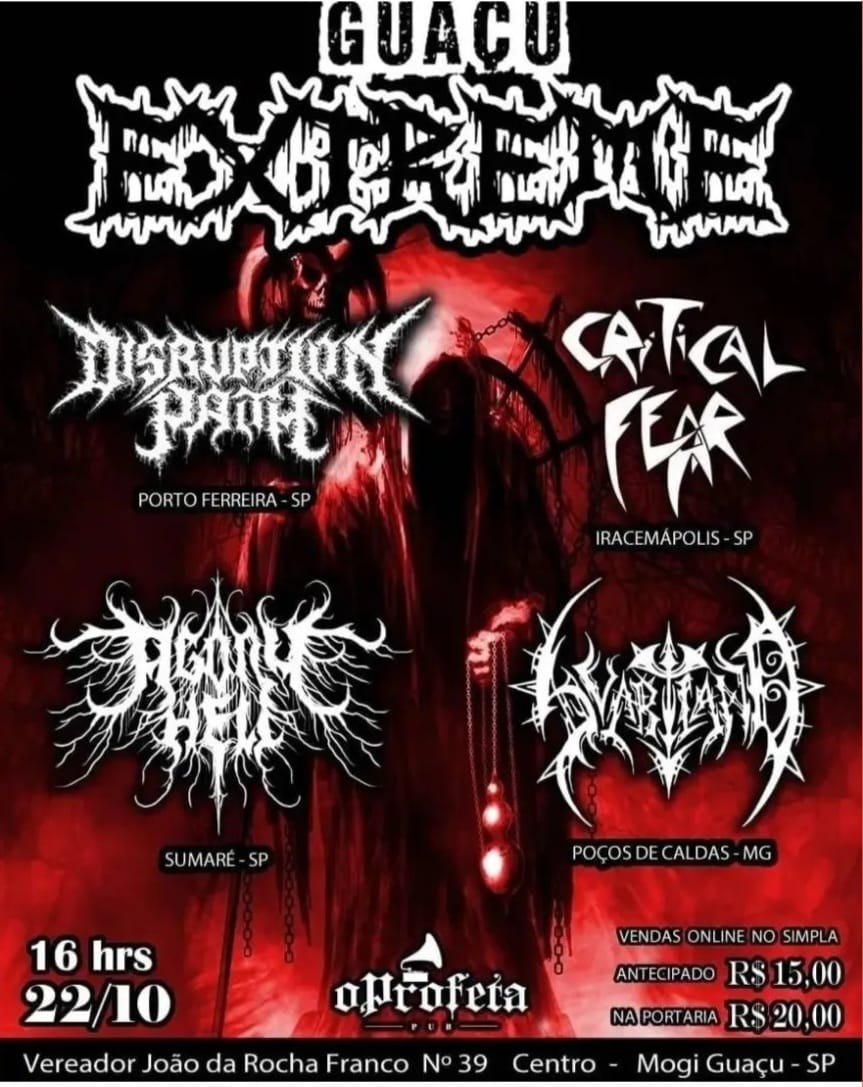 GUAÇU
EXTREME
DISRUPTION
PATH
PORTO FERREIRA - SP
CRITICAL
FEAR
IRACEMÁPOLIS - SP
AGONY
HELL
SUMARÉ - SP
SVARTLAND
POÇOS DE CALDAS - MG
16 hrs
22/10
oProfeta
PUB
VENDAS ONLINE NO SIMPLA
ANTECIPADO R$ 15,00
NA PORTARIA R$ 20,00
Vereador João da Rocha Franco Nº 39 Centro - Mogi Guaçu - SP